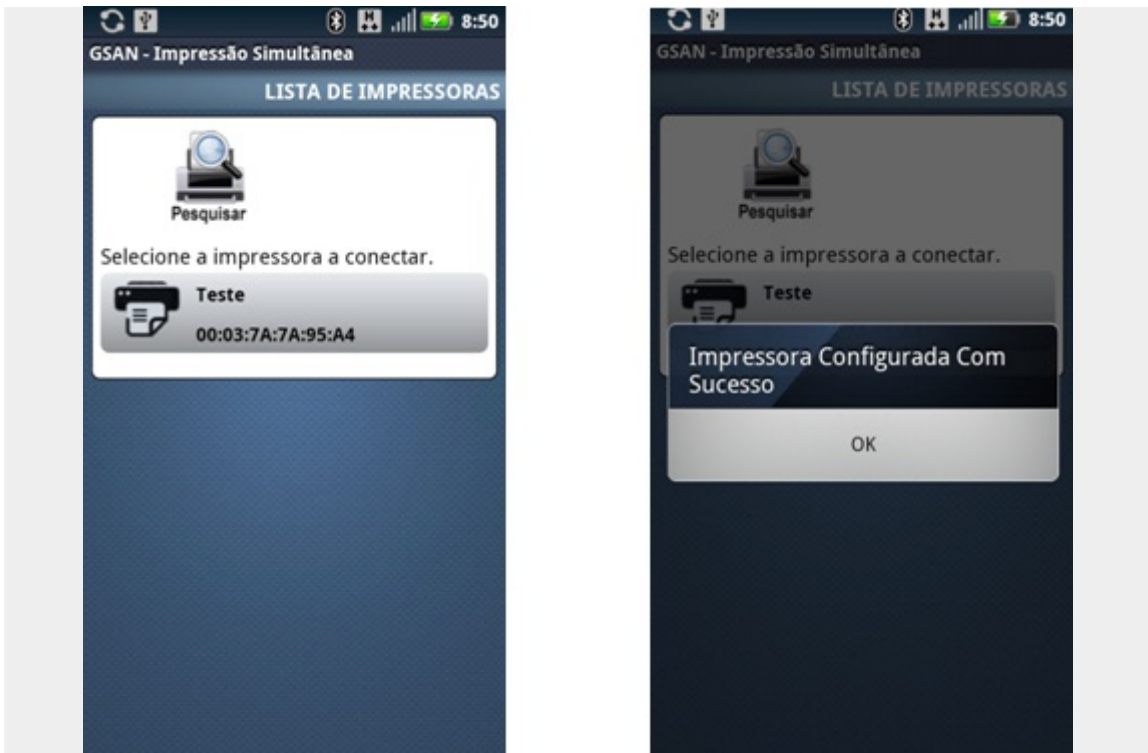 8:50
GSAN - Impressão Simultânea
LISTA DE IMPRESSORAS
Pesquisar
Selecione a impressora a conectar.
Teste
00:03:7A:7A:95:A4
8:50
GSAN - Impressão Simultânea
LISTA DE IMPRESSORAS
Pesquisar
Selecione a impressora a conectar.
Teste
Impressora Configurada Com
Sucesso
OK